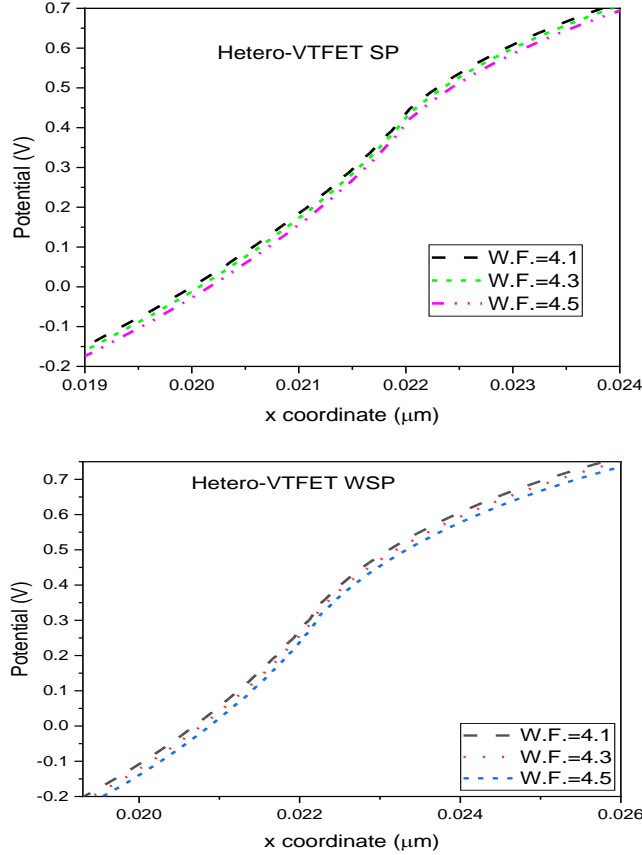 0.7
Hetero-VTFET SP
0.6
0.5
0.4
Potential (V)
0.3
0.2
W.F.=4.1
0.1
W.F.=4.3
0.0
W.F.=4.5
-0.1
-0.2
0.019 0.020 0.021 0.022 0.023 0.024
x coordinate (μm)
0.7
Hetero-VTFET WSP
0.6
0.5
0.4
Potential (V)
0.3
0.2
0.1
0.0
W.F.=4.1
W.F.=4.3
-0.1
W.F.=4.5
-0.2
0.020 0.022 0.024 0.026
x coordinate (μm)